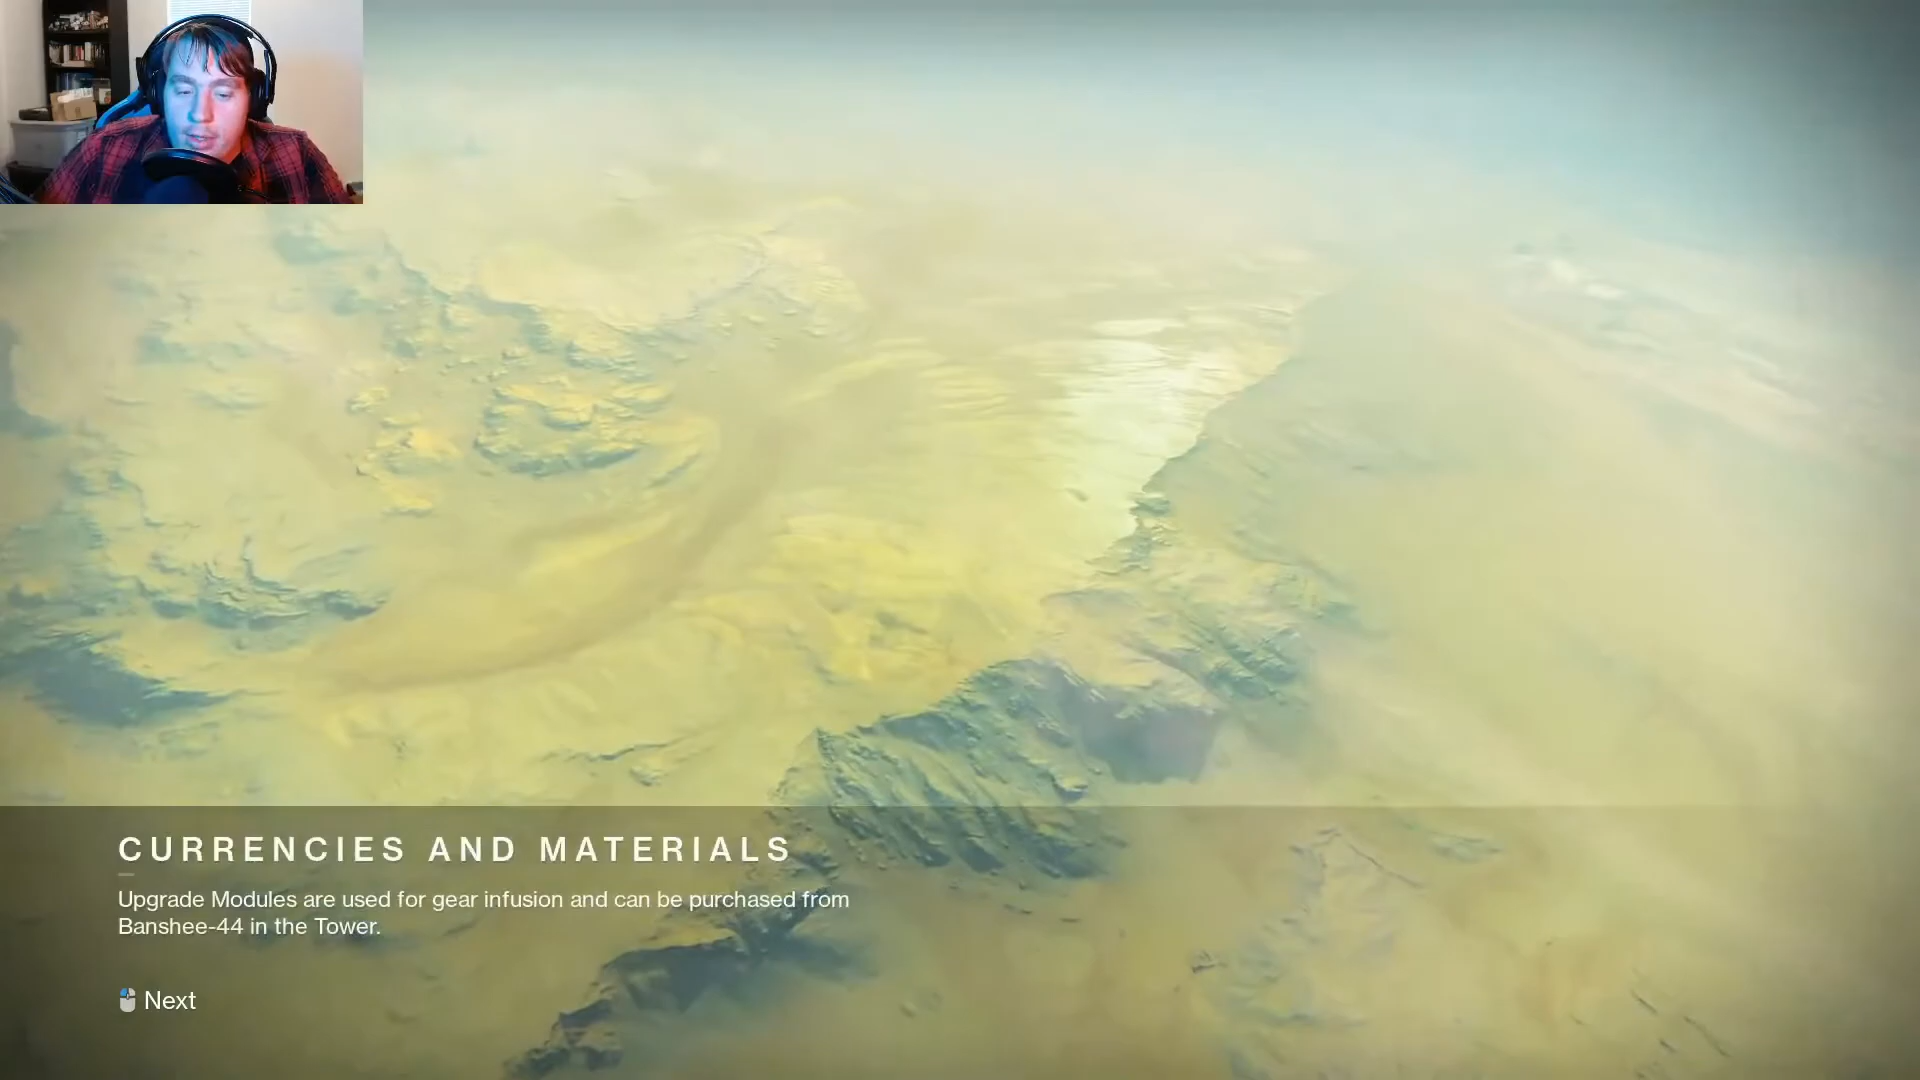 CURRENCIES AND MATERIALS
Upgrade Modules are used for gear infusion and can be purchased from
Banshee-44 in the Tower.
Next